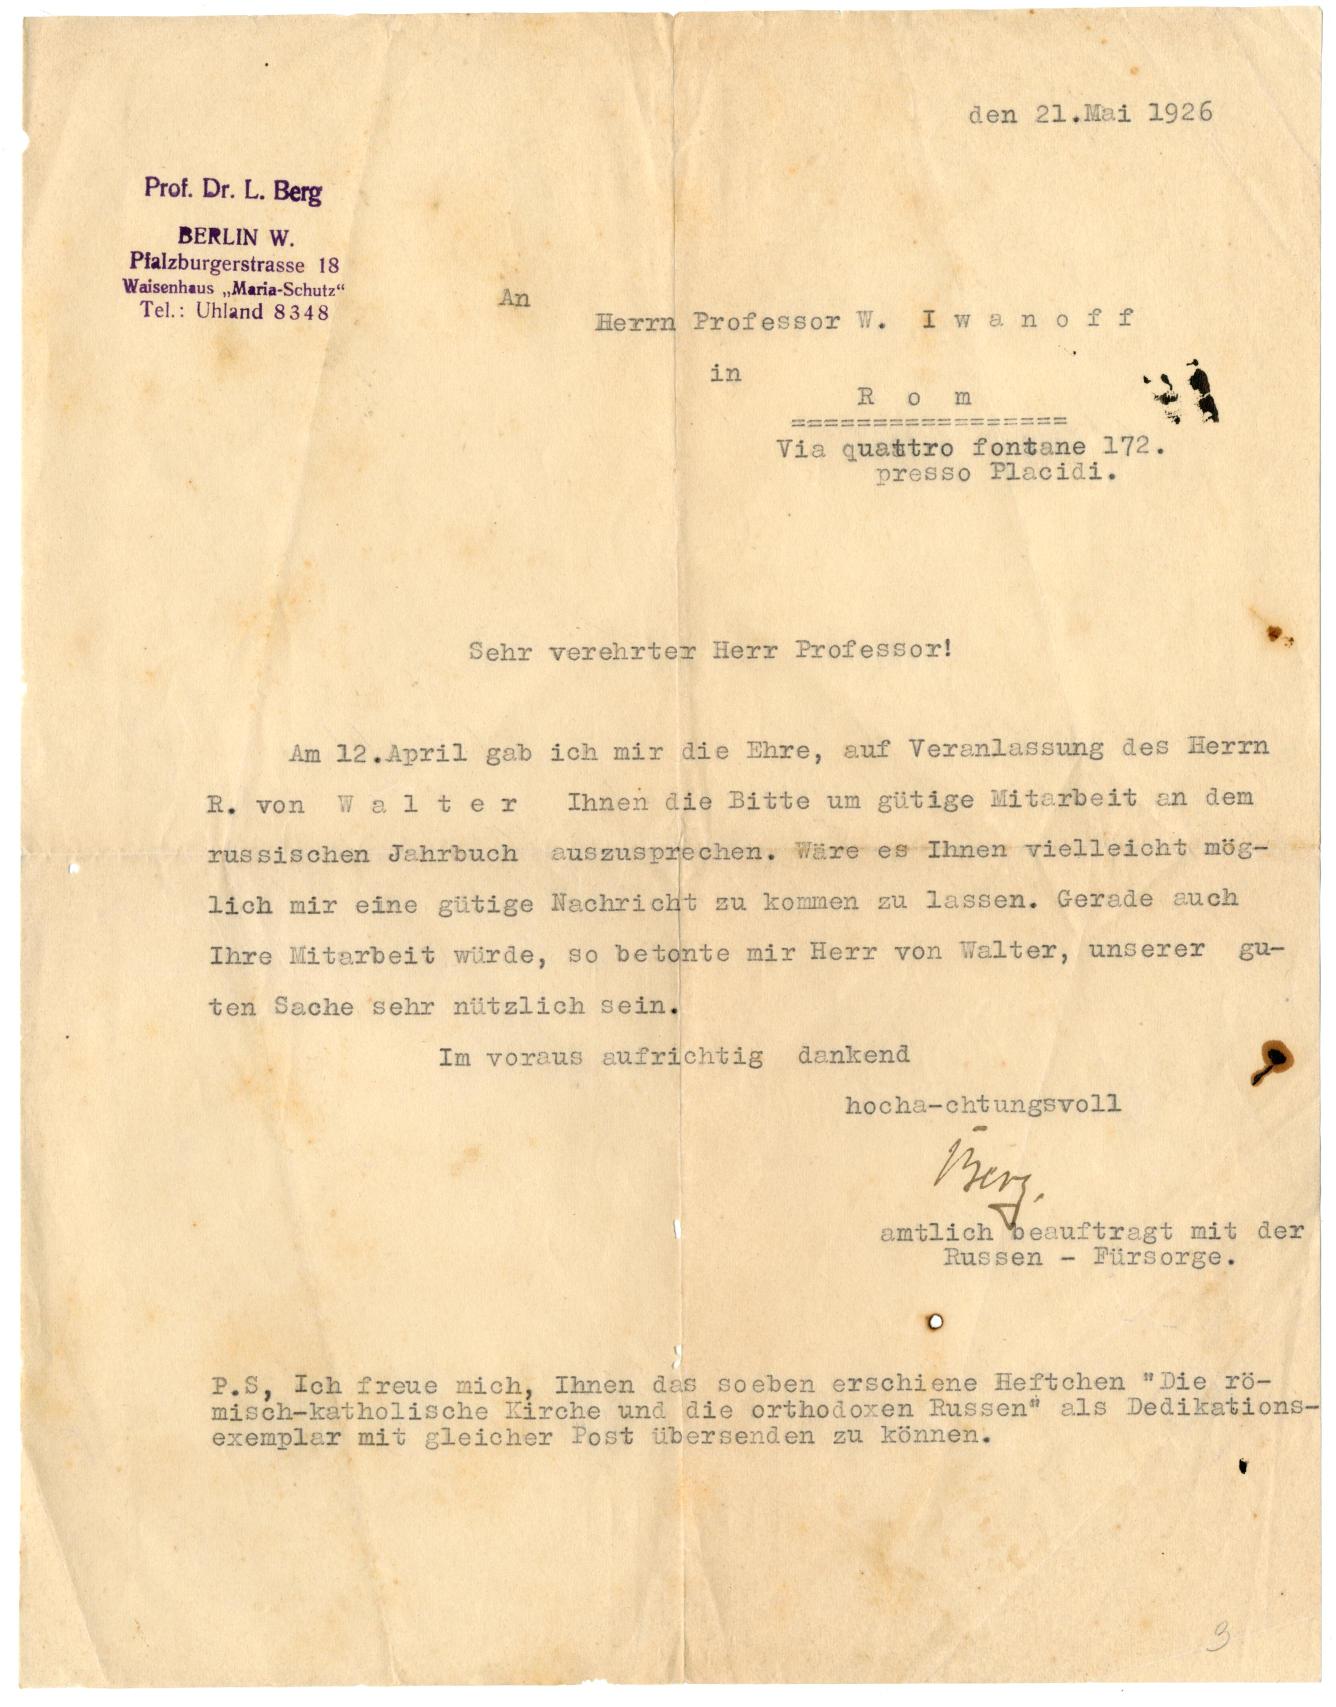 den 21.Mai 1926
Prof. Dr. L. Berg
BERLIN W.
Pfalzburgerstrasse 18
Waisenhaus „Maria-Schutz“
Tel.: Uhland 8348
An
Herrn Professor W. I w a n o f f
in
R o m
=================
Via quattro fontane 172.
presso Placidi.
Sehr verehrter Herr Professor!
Am 12.April gab ich mir die Ehre, auf Veranlassung des Herrn
R. von W a l t e r Ihnen die Bitte um gütige Mitarbeit an dem
russischen Jahrbuch auszusprechen. Wäre es Ihnen vielleicht mög-
lich mir eine gütige Nachricht zu kommen zu lassen. Gerade auch
Ihre Mitarbeit würde, so betonte mir Herr von Walter, unserer gu-
ten Sache sehr nützlich sein.
Im voraus aufrichtig dankend
hocha-chtungsvoll
Berg.
amtlich beauftragt mit der
Russen - Fürsorge.
P.S, Ich freue mich, Ihnen das soeben erschiene Heftchen "Die rö-
misch-katholische Kirche und die orthodoxen Russen" als Dedikations-
exemplar mit gleicher Post übersenden zu können.
3